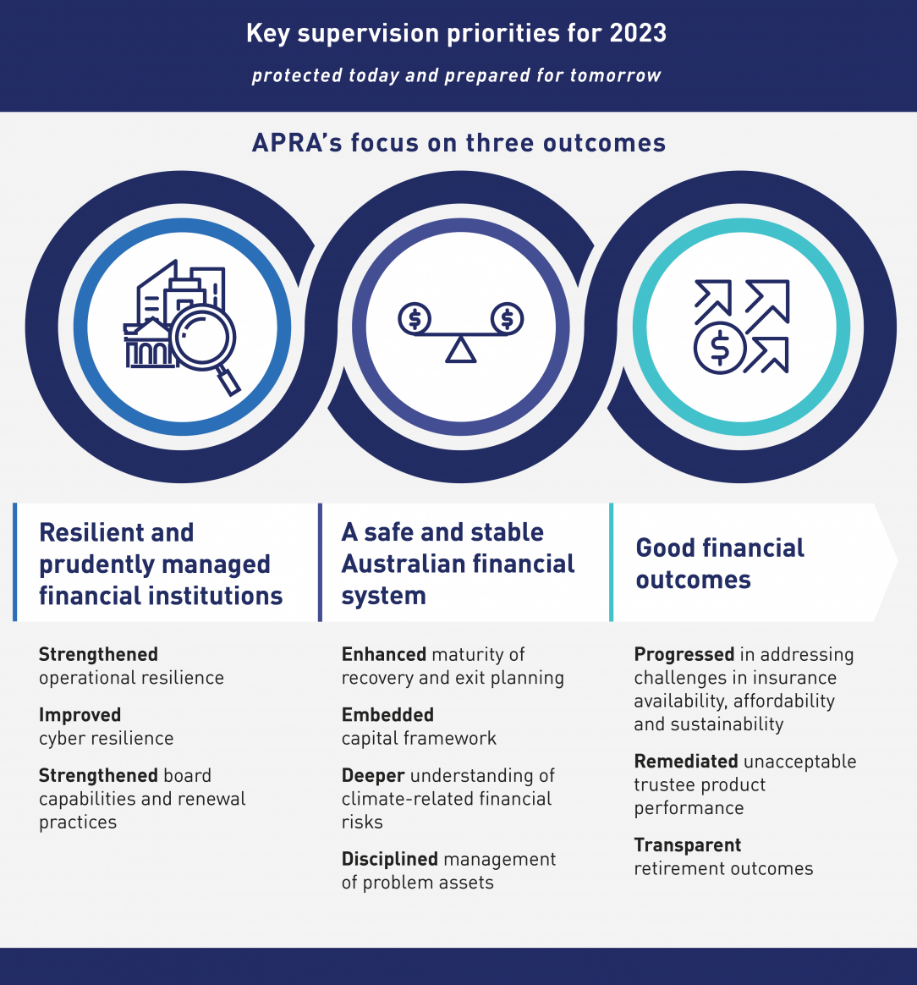 Key supervision priorities for 2023
protected today and prepared for tomorrow
APRA's focus on three outcomes
$
$
$
Resilient and
prudently managed
financial institutions
Strengthened
operational resilience
Improved
cyber resilience
Strengthened board
capabilities and renewal
practices
A safe and stable
Australian financial
system
Enhanced maturity of
recovery and exit planning
Embedded
capital framework
Deeper understanding of
climate-related financial
risks
Disciplined management
of problem assets
Good financial
outcomes
Progressed in addressing
challenges in insurance
availability, affordability
and sustainability
Remediated unacceptable
trustee product
performance
Transparent
retirement outcomes